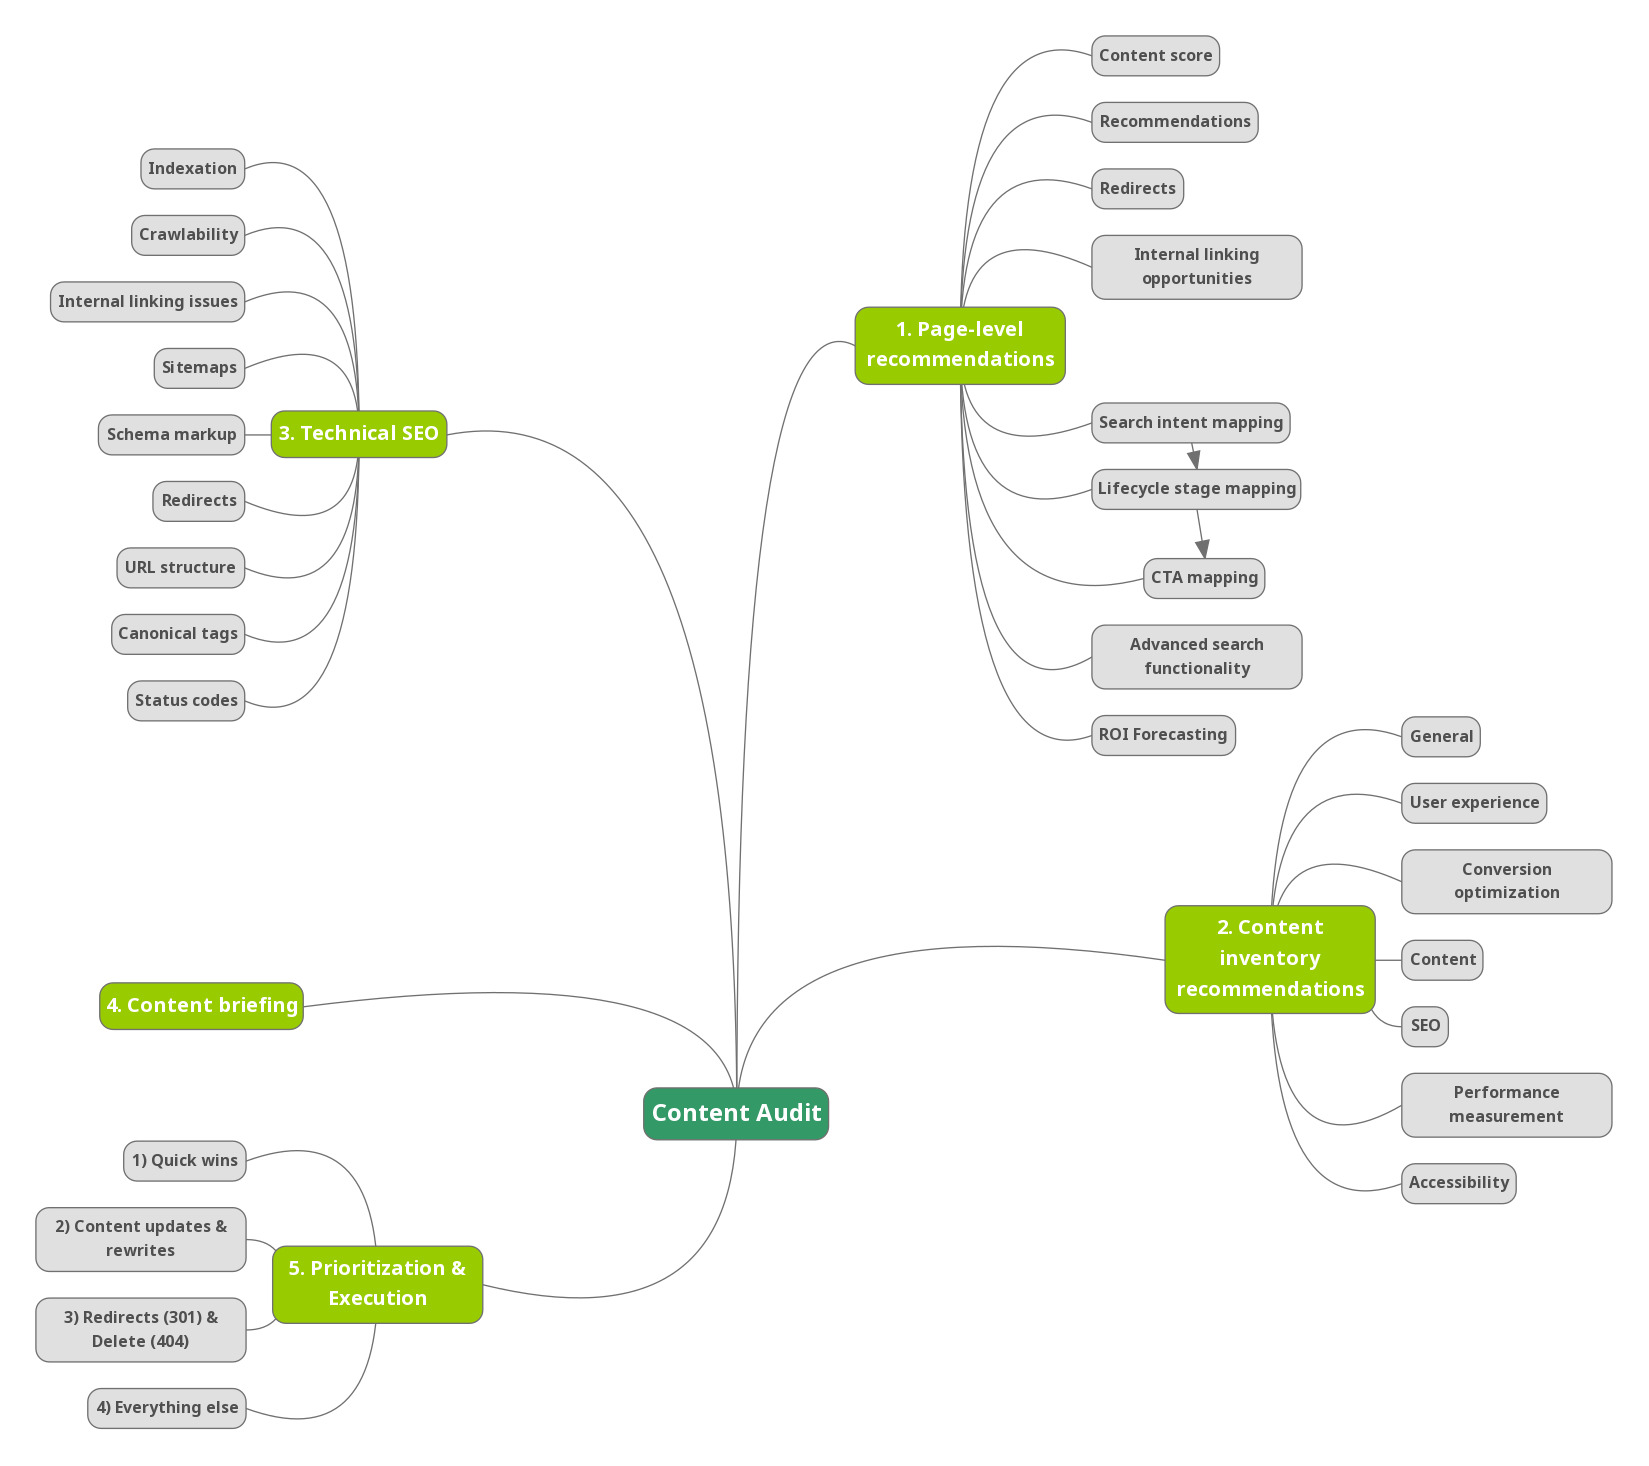 Content Audit
1. Page-level
recommendations
Content score
Recommendations
Redirects
Internal linking
opportunities
Search intent mapping
Lifecycle stage mapping
CTA mapping
Advanced search
functionality
ROI Forecasting
2. Content
inventory
recommendations
General
User experience
Conversion
optimization
Content
SEO
Performance
measurement
Accessibility
3. Technical SEO
Indexation
Crawlability
Internal linking issues
Sitemaps
Schema markup
Redirects
URL structure
Canonical tags
Status codes
4. Content briefing
5. Prioritization &
Execution
1) Quick wins
2) Content updates &
rewrites
3) Redirects (301) &
Delete (404)
4) Everything else